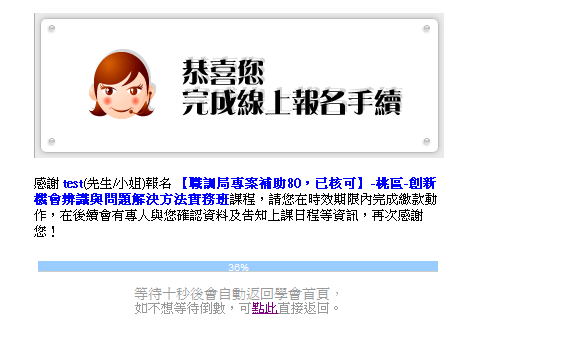 恭喜您
完成線上報名手續
感謝 test(先生/小姐)報名 【職訓局專案補助80，已核可】-桃區-創新
機會辨識與問題解決方法實務班課程，請您在時效期限內完成繳款動
作，在後續會有專人與您確認資料及告知上課日程等資訊，再次感謝
您！
36%
等待十秒後會自動返回學會首頁，
如不想等待倒數，可點此直接返回。